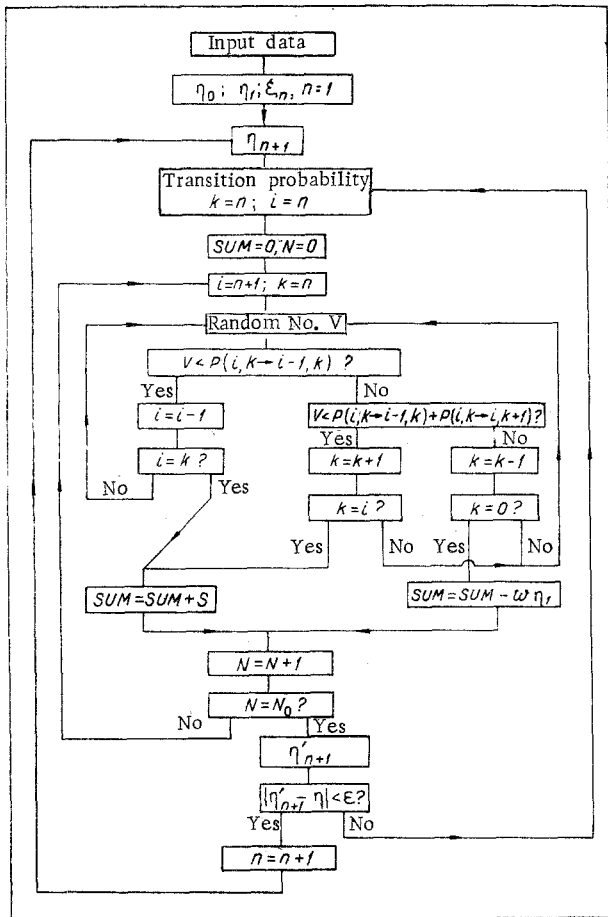 Input data
η₀; η₁; ξₙ, n=1
ηₙ₊₁
Transition probability
k=n; i=n
SUM=0, N=0
i=n+1; k=n
Random No. V
V<P(i,k→i-1,k) ?
Yes
No
i=i-1
V<P(i,k→i-1,k)+P(i,k→i,k+1)?
Yes
No
i=k?
k=k+1
k=k-1
No
Yes
k=i?
k=0?
Yes
No
Yes
No
SUM=SUM+S
SUM=SUM-ωη₁
N=N+1
N=N₀?
No
Yes
η′ₙ₊₁
|η′ₙ₊₁-η|<ε?
Yes
No
n=n+1